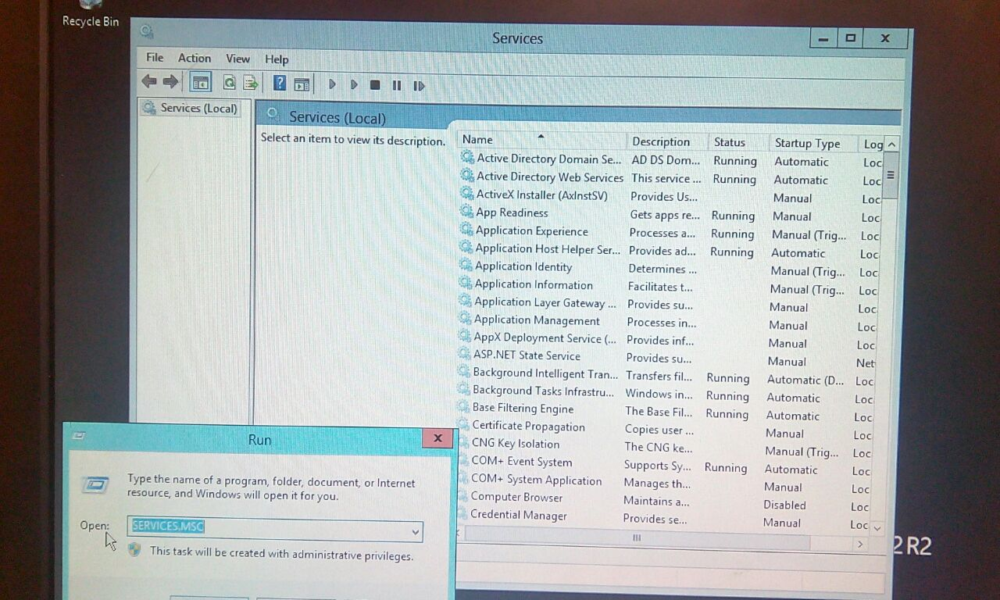 Recycle Bin
Services
File Action View Help
Services (Local)
Services (Local)
Select an item to view its description.
Name Description Status Startup Type Log
Active Directory Domain Se... AD DS Dom... Running Automatic Loc
Active Directory Web Services This service ... Running Automatic Loc
ActiveX Installer (AxInstSV) Provides Us... Manual Loc
App Readiness Gets apps re... Running Manual Loc
Application Experience Processes a... Running Manual (Trig... Loc
Application Host Helper Ser... Provides ad... Running Automatic Loc
Application Identity Determines ... Manual (Trig... Loc
Application Information Facilitates t... Manual (Trig... Loc
Application Layer Gateway ... Provides su... Manual Loc
Application Management Processes in... Manual Loc
AppX Deployment Service (... Provides inf... Manual Loc
ASP.NET State Service Provides su... Manual Net
Background Intelligent Tran... Transfers fil... Running Automatic (D... Loc
Background Tasks Infrastru... Windows in... Running Automatic Loc
Base Filtering Engine The Base Fil... Running Automatic Loc
Certificate Propagation Copies user ... Manual Loc
CNG Key Isolation The CNG ke... Manual (Trig... Loc
COM+ Event System Supports Sy... Running Automatic Loc
COM+ System Application Manages th... Manual Loc
Computer Browser Maintains a... Disabled Loc
Credential Manager Provides se... Manual Loc
Run
Type the name of a program, folder, document, or Internet
resource, and Windows will open it for you.
Open: SERVICES.MSC
This task will be created with administrative privileges.
2 R2